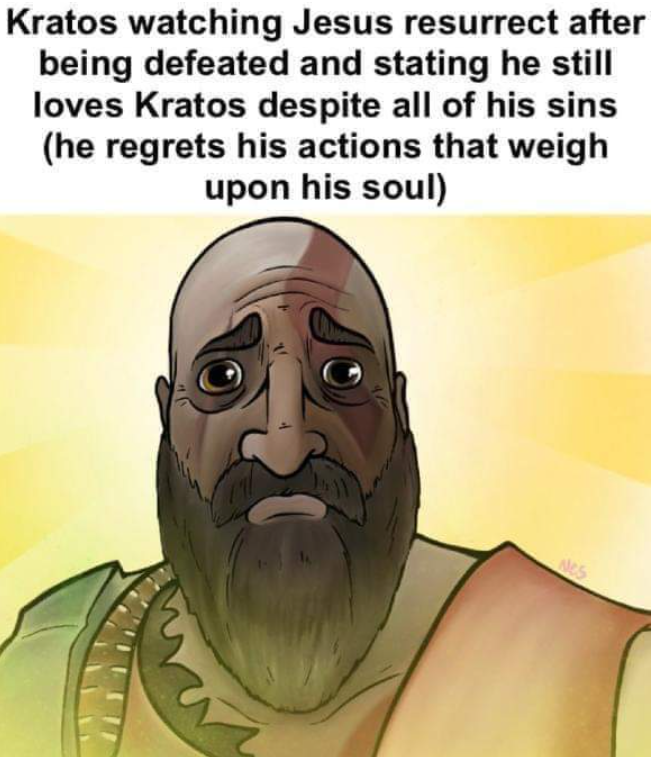 Kratos watching Jesus resurrect after
being defeated and stating he still
loves Kratos despite all of his sins
(he regrets his actions that weigh
upon his soul)
NCS